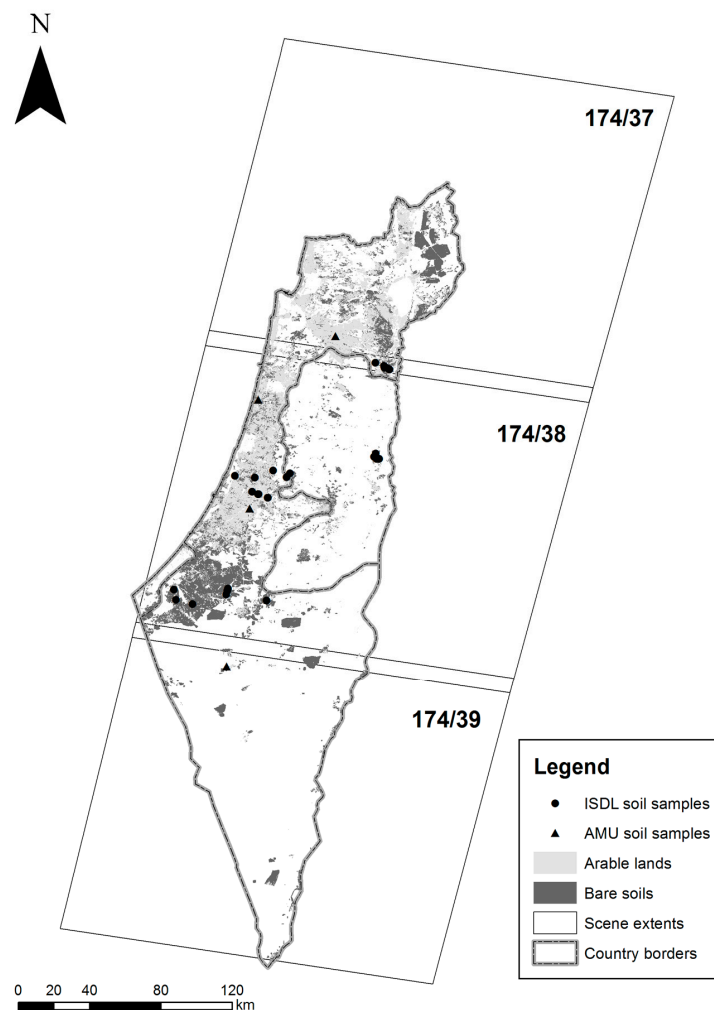 N
174/37
174/38
174/39
Legend
ISDL soil samples
AMU soil samples
Arable lands
Bare soils
Scene extents
Country borders
0 20 40 80 120
km